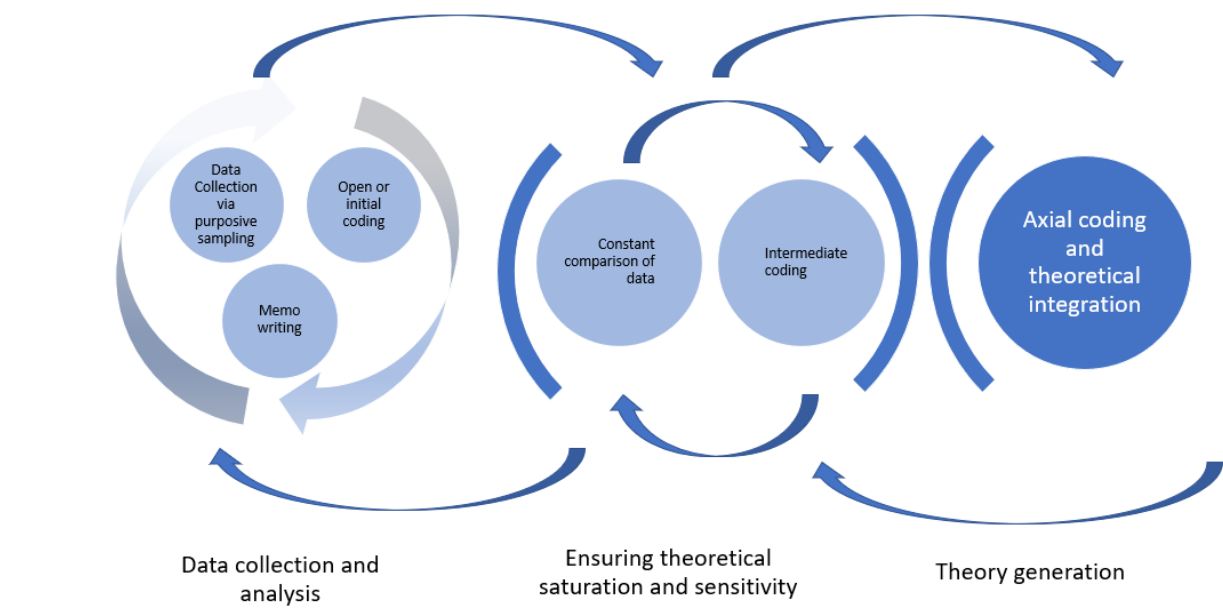 Data
Collection
via
purposive
sampling
Open or
initial
coding
Memo
writing
Constant
comparison of
data
Intermediate
coding
Axial coding
and
theoretical
integration
Data collection and
analysis
Ensuring theoretical
saturation and sensitivity
Theory generation